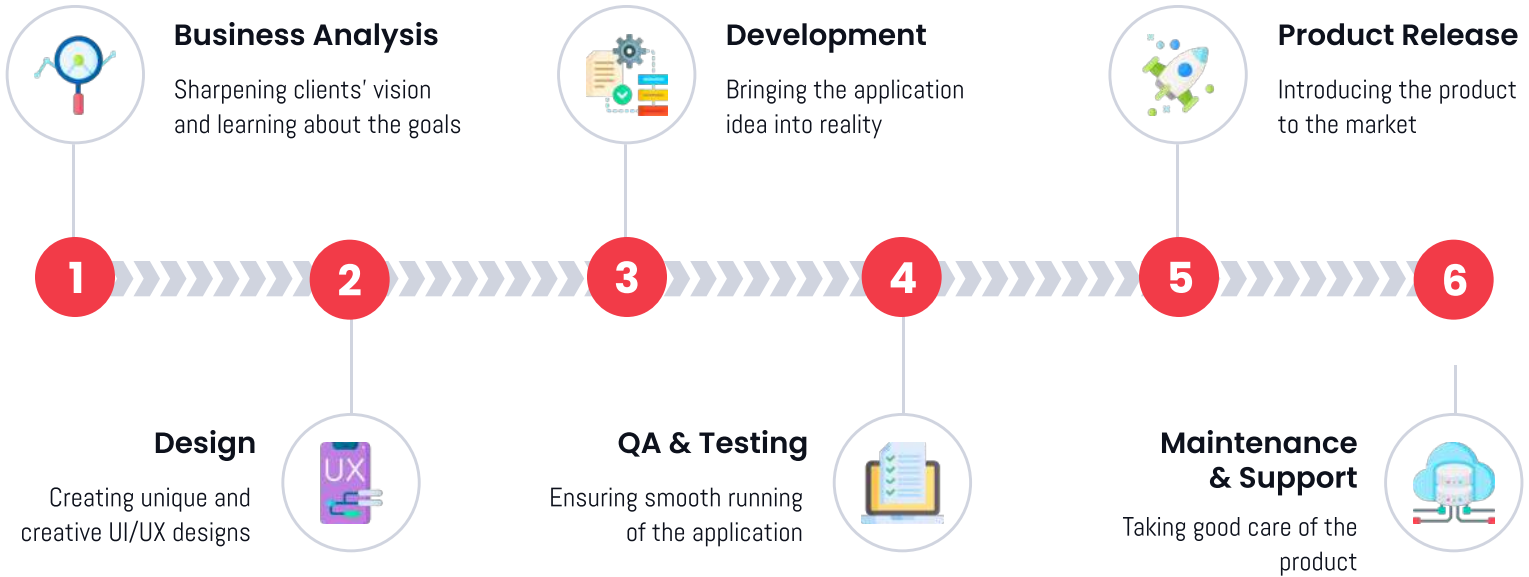 Business Analysis
Sharpening clients' vision
and learning about the goals
Development
Bringing the application
idea into reality
Product Release
Introducing the product
to the market
1
2
3
4
5
6
Design
Creating unique and
creative UI/UX designs
UX
QA & Testing
Ensuring smooth running
of the application
Maintenance
& Support
Taking good care of the
product